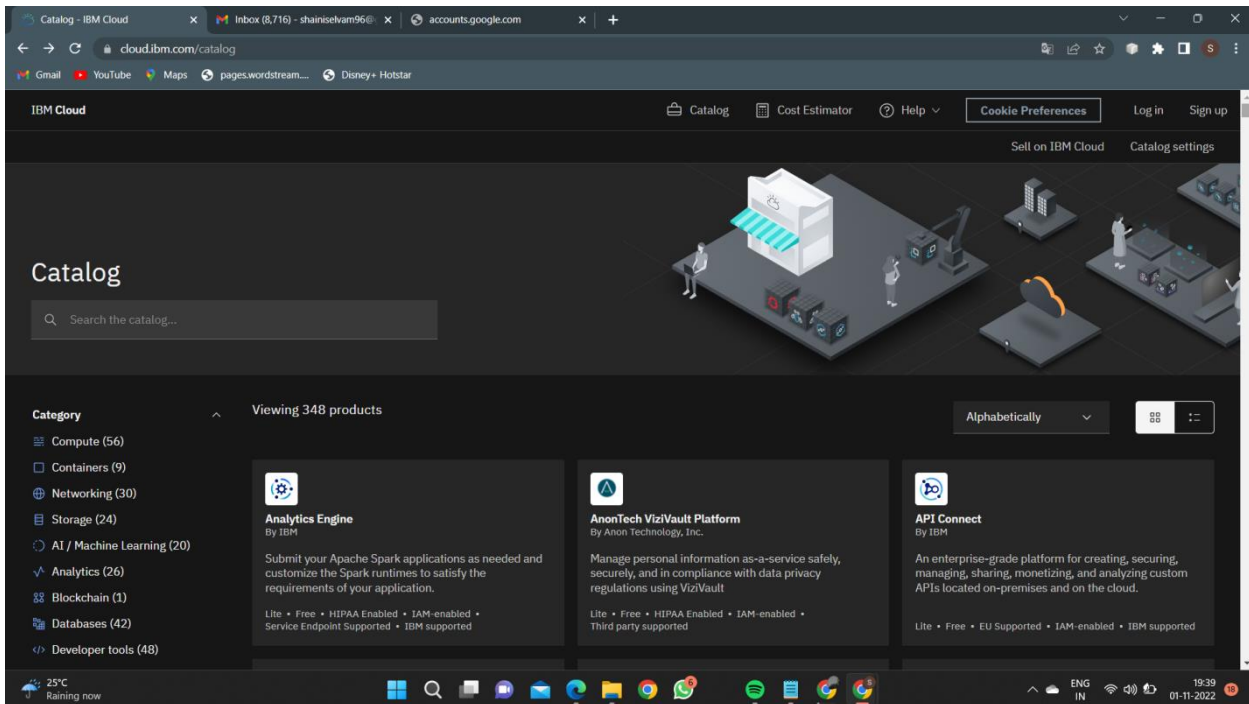 Catalog - IBM Cloud
Inbox (8,716) - shainiselvam96@
accounts.google.com
cloud.ibm.com/catalog
S
Gmail
YouTube
Maps
pages.wordstream....
Disney+ Hotstar
IBM Cloud
Catalog
Cost Estimator
Help
Cookie Preferences
Log in
Sign up
Sell on IBM Cloud
Catalog settings
Catalog
Search the catalog...
Category
Compute (56)
Containers (9)
Networking (30)
Storage (24)
AI / Machine Learning (20)
Analytics (26)
Blockchain (1)
Databases (42)
Developer tools (48)
Viewing 348 products
Alphabetically
Analytics Engine
By IBM
Submit your Apache Spark applications as needed and
customize the Spark runtimes to satisfy the
requirements of your application.
Lite • Free • HIPAA Enabled • IAM-enabled •
Service Endpoint Supported • IBM supported
AnonTech ViziVault Platform
By Anon Technology, Inc.
Manage personal information as-a-service safely,
securely, and in compliance with data privacy
regulations using ViziVault
Lite • Free • HIPAA Enabled • IAM-enabled •
Third party supported
API Connect
By IBM
An enterprise-grade platform for creating, securing,
managing, sharing, monetizing, and analyzing custom
APIs located on-premises and on the cloud.
Lite • Free • EU Supported • IAM-enabled • IBM supported
25°C
Raining now
ENG
IN
19:39
01-11-2022
18